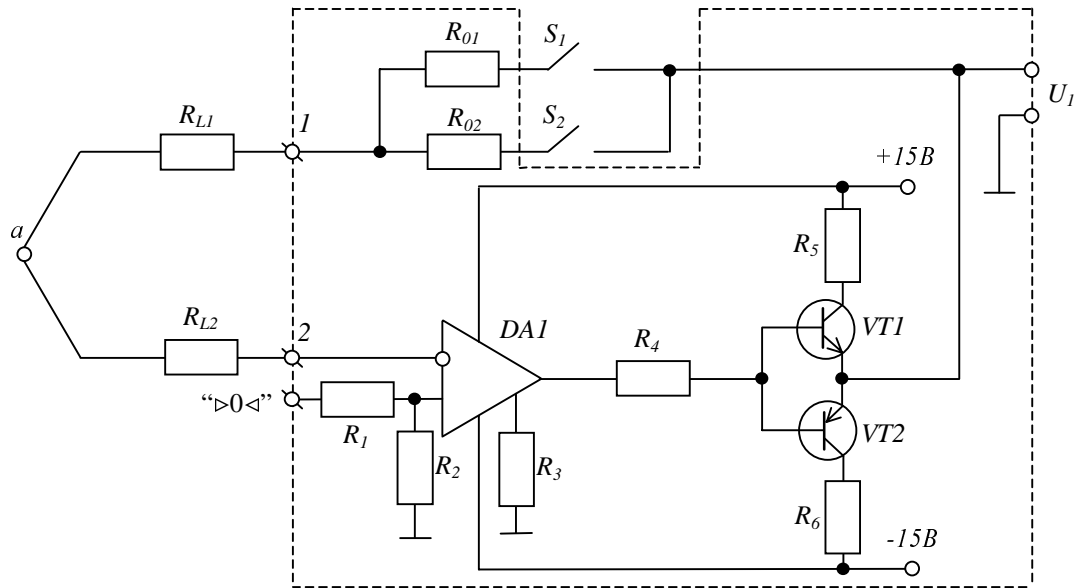 R01
S1
U1
RL1
1
R02
S2
+15В
a
R5
RL2
2
DA1
R4
VT1
“▷0◁”
R1
R2
R3
VT2
R6
-15В